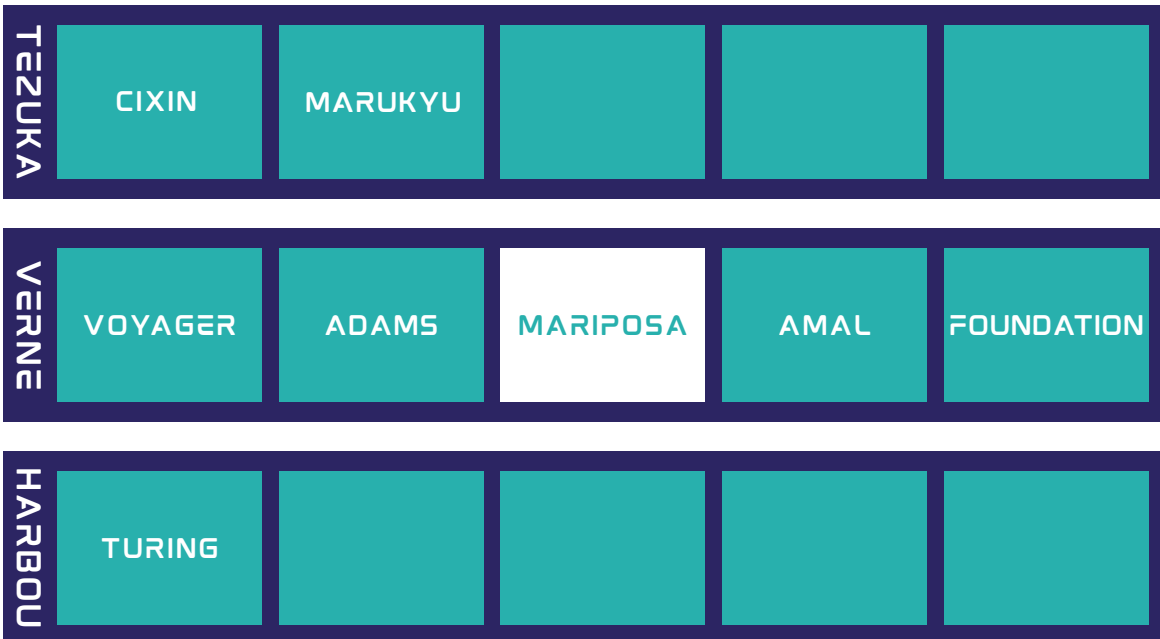 TEZUKA
CIXIN
MARUKYU
VERNE
VOYAGER
ADAMS
MARIPOSA
AMAL
FOUNDATION
HARBOU
TURING